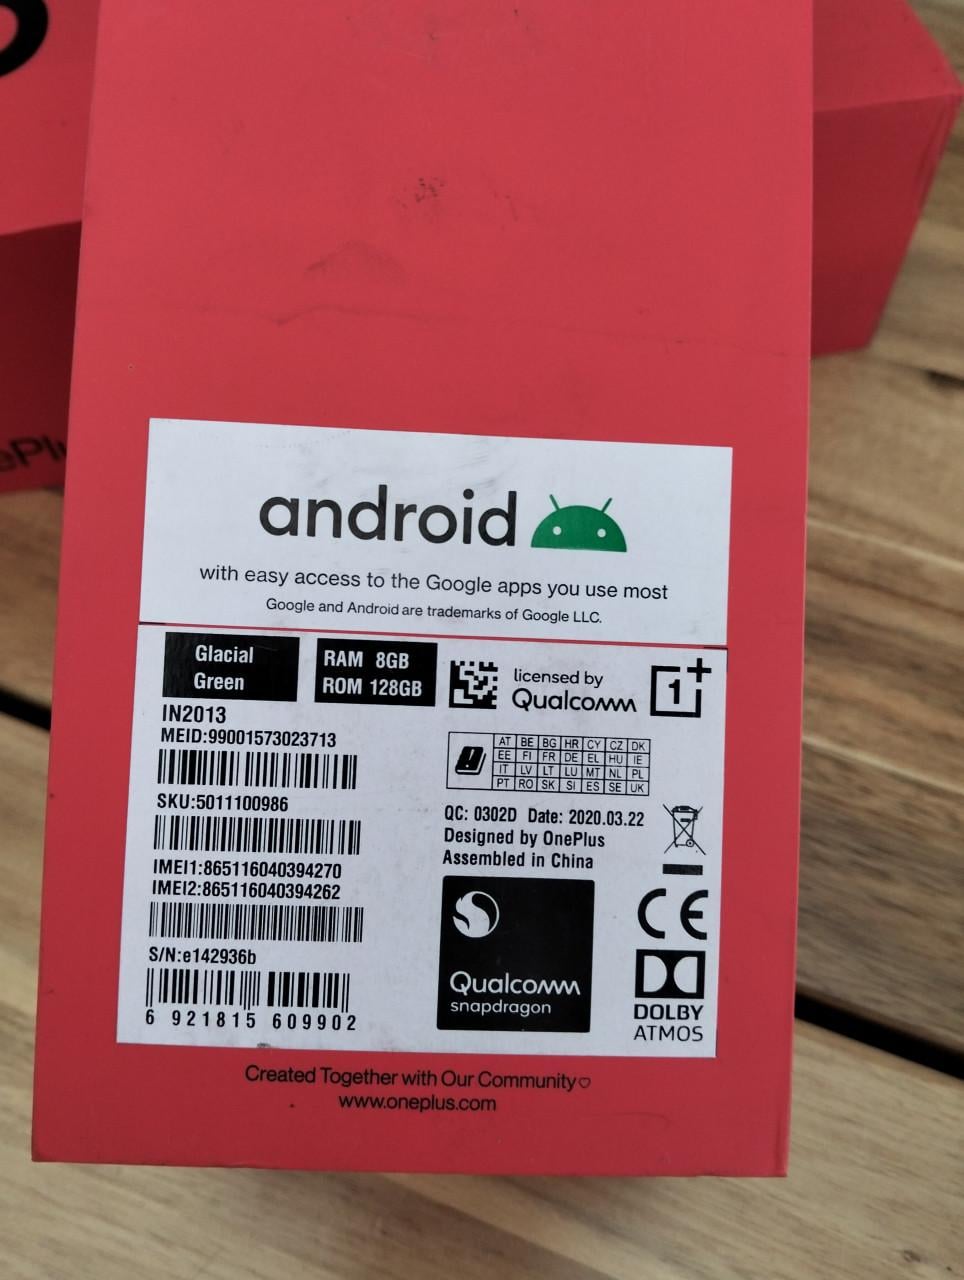 ePlu
android
with easy access to the Google apps you use most
Google and Android are trademarks of Google LLC.
Glacial
Green
RAM 8GB
ROM 128GB
licensed by
Qualcomm
1+
IN2013
MEID:99001573023713
SKU:5011100986
IMEI1:865116040394270
IMEI2:865116040394262
S/N:e142936b
6 921815 609902
AT BE BG HR CY CZ DK
EE FI FR DE EL HU IE
IT LV LT LU MT NL PL
PT RO SK SI ES SE UK
QC: 0302D Date: 2020.03.22
Designed by OnePlus
Assembled in China
Qualcomm
snapdragon
CE
DOLBY
ATMOS
Created Together with Our Community♡
www.oneplus.com